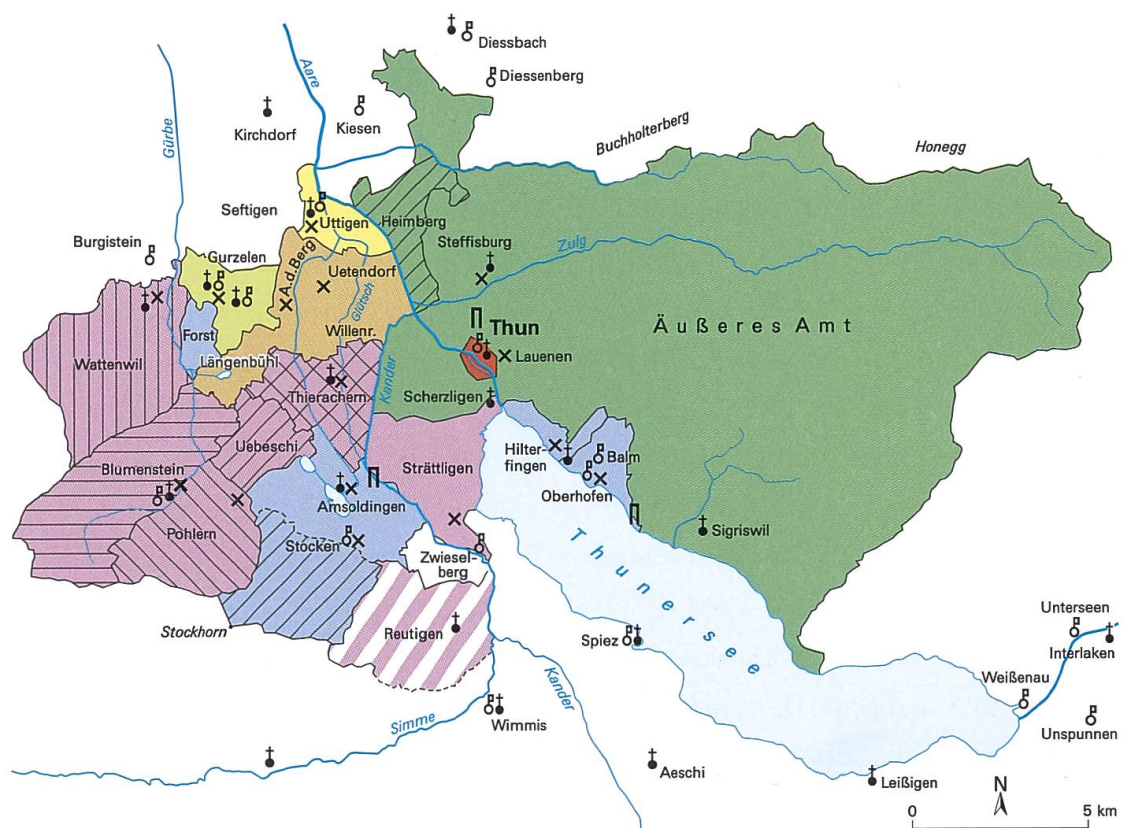 Diessbach
Diessenberg
Aare
Gürbe
Kirchdorf
Kiesen
Buchholterberg
Honegg
Seftigen
Uttigen
Heimberg
Burgistein
Gurzelen
A.d.Berg
Uetendorf
Steffisburg
Zulg
Glütsch
Forst
Willenr.
Thun
Äußeres Amt
Wattenwil
Längenbühl
Lauenen
Kander
Thierachern
Scherzligen
Uebeschi
Hilter-
fingen
Balm
Blumenstein
Strättligen
Oberhofen
Amsoldingen
Pohlern
Sigriswil
Stocken
Zwiesel-
berg
Thunersee
Stockhorn
Reutigen
Spiez
Unterseen
Interlaken
Weißenau
Kander
Simme
Wimmis
Unspunnen
Aeschi
Leißigen
N
0 5 km